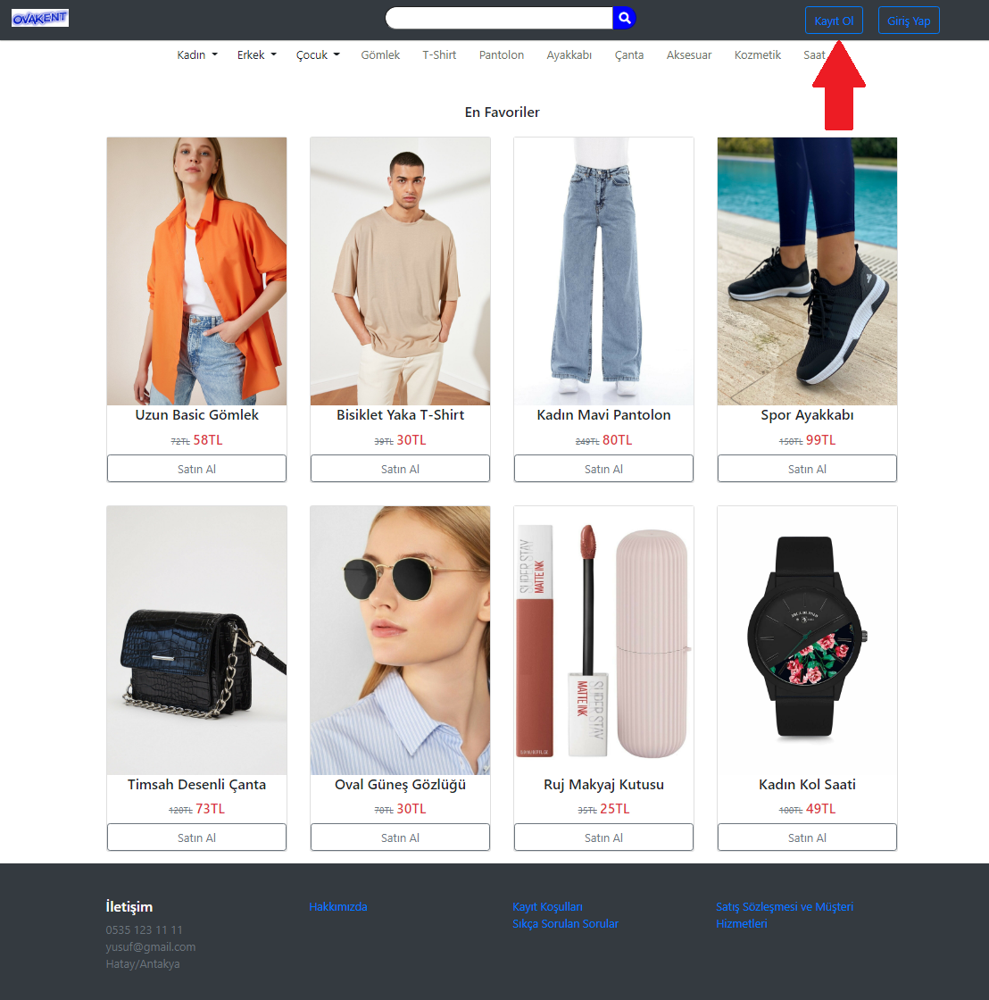 OVAKENT
Kayıt Ol
Giriş Yap
Kadın Erkek Çocuk Gömlek T-Shirt Pantolon Ayakkabı Çanta Aksesuar Kozmetik Saat
En Favoriler
Uzun Basic Gömlek
72TL 58TL
Satın Al
Bisiklet Yaka T-Shirt
39TL 30TL
Satın Al
Kadın Mavi Pantolon
249TL 80TL
Satın Al
Spor Ayakkabı
150TL 99TL
Satın Al
SUPER STAY
MATTE INK
MATTE INK
SUPER STAY
Timsah Desenli Çanta
120TL 73TL
Satın Al
Oval Güneş Gözlüğü
70TL 30TL
Satın Al
Ruj Makyaj Kutusu
35TL 25TL
Satın Al
Kadın Kol Saati
100TL 49TL
Satın Al
İletişim
0535 123 11 11
yusuf@gmail.com
Hatay/Antakya
Hakkımızda
Kayıt Koşulları
Sıkça Sorulan Sorular
Satış Sözleşmesi ve Müşteri
Hizmetleri